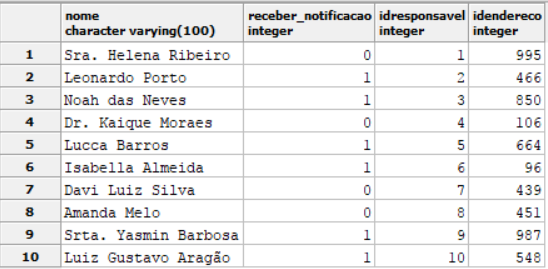 nome receber_notificacao idresponsavel idendereco
character varying(100) integer integer integer
1 Sra. Helena Ribeiro 0 1 995
2 Leonardo Porto 1 2 466
3 Noah das Neves 1 3 850
4 Dr. Kaique Moraes 0 4 106
5 Lucca Barros 1 5 664
6 Isabella Almeida 1 6 96
7 Davi Luiz Silva 0 7 439
8 Amanda Melo 0 8 451
9 Srta. Yasmin Barbosa 1 9 987
10 Luiz Gustavo Aragão 1 10 548